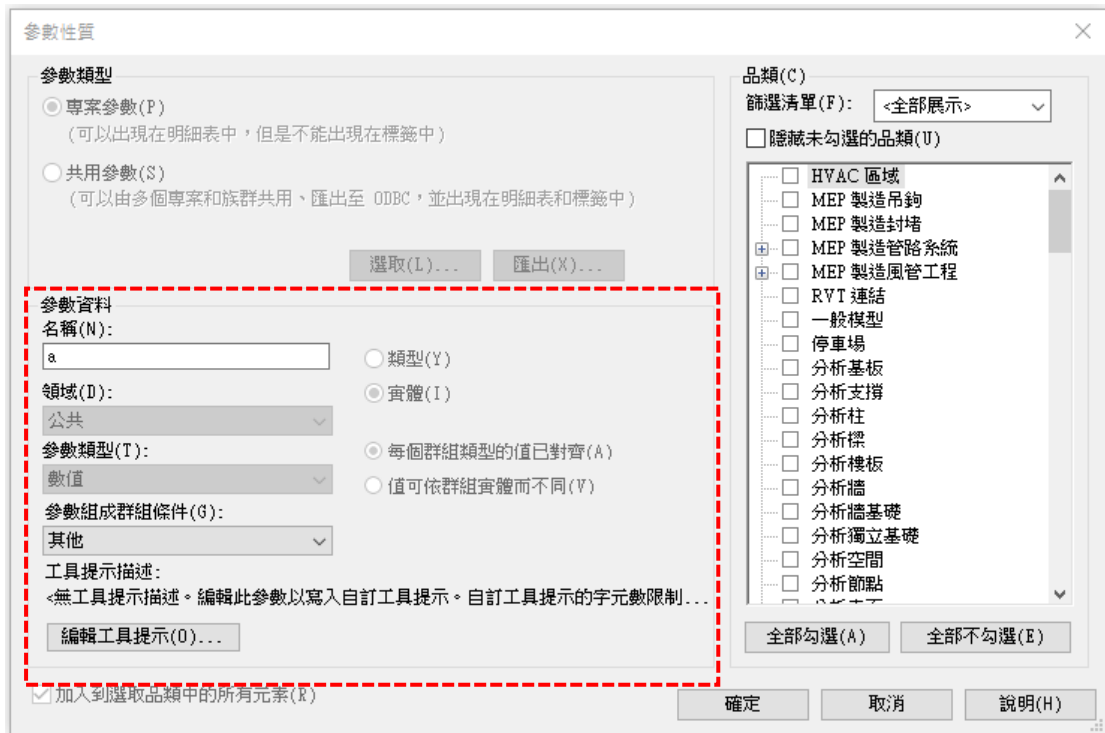 參數性質
參數類型
專案參數(P)
(可以出現在明細表中，但是不能出現在標籤中)
共用參數(S)
(可以由多個專案和族群共用、匯出至 ODBC，並出現在明細表和標籤中)
選取(L)...
匯出(X)...
參數資料
名稱(N):
a
類型(Y)
領域(D):
實體(I)
公共
參數類型(T):
每個群組類型的值已對齊(A)
數值
值可依群組實體而不同(V)
參數組成群組條件(G):
其他
工具提示描述:
<無工具提示描述。編輯此參數以寫入自訂工具提示。自訂工具提示的字元數限制...
編輯工具提示(O)...
加入到選取品類中的所有元素(R)
品類(C)
篩選清單(F):
<全部展示>
隱藏未勾選的品類(U)
HVAC 區域
MEP 製造吊鉤
MEP 製造封堵
MEP 製造管路系統
MEP 製造風管工程
RVT 連結
一般模型
停車場
分析基板
分析支撐
分析柱
分析樑
分析樓板
分析牆
分析牆基礎
分析獨立基礎
分析空間
分析節點
全部勾選(A)
全部不勾選(E)
確定
取消
說明(H)